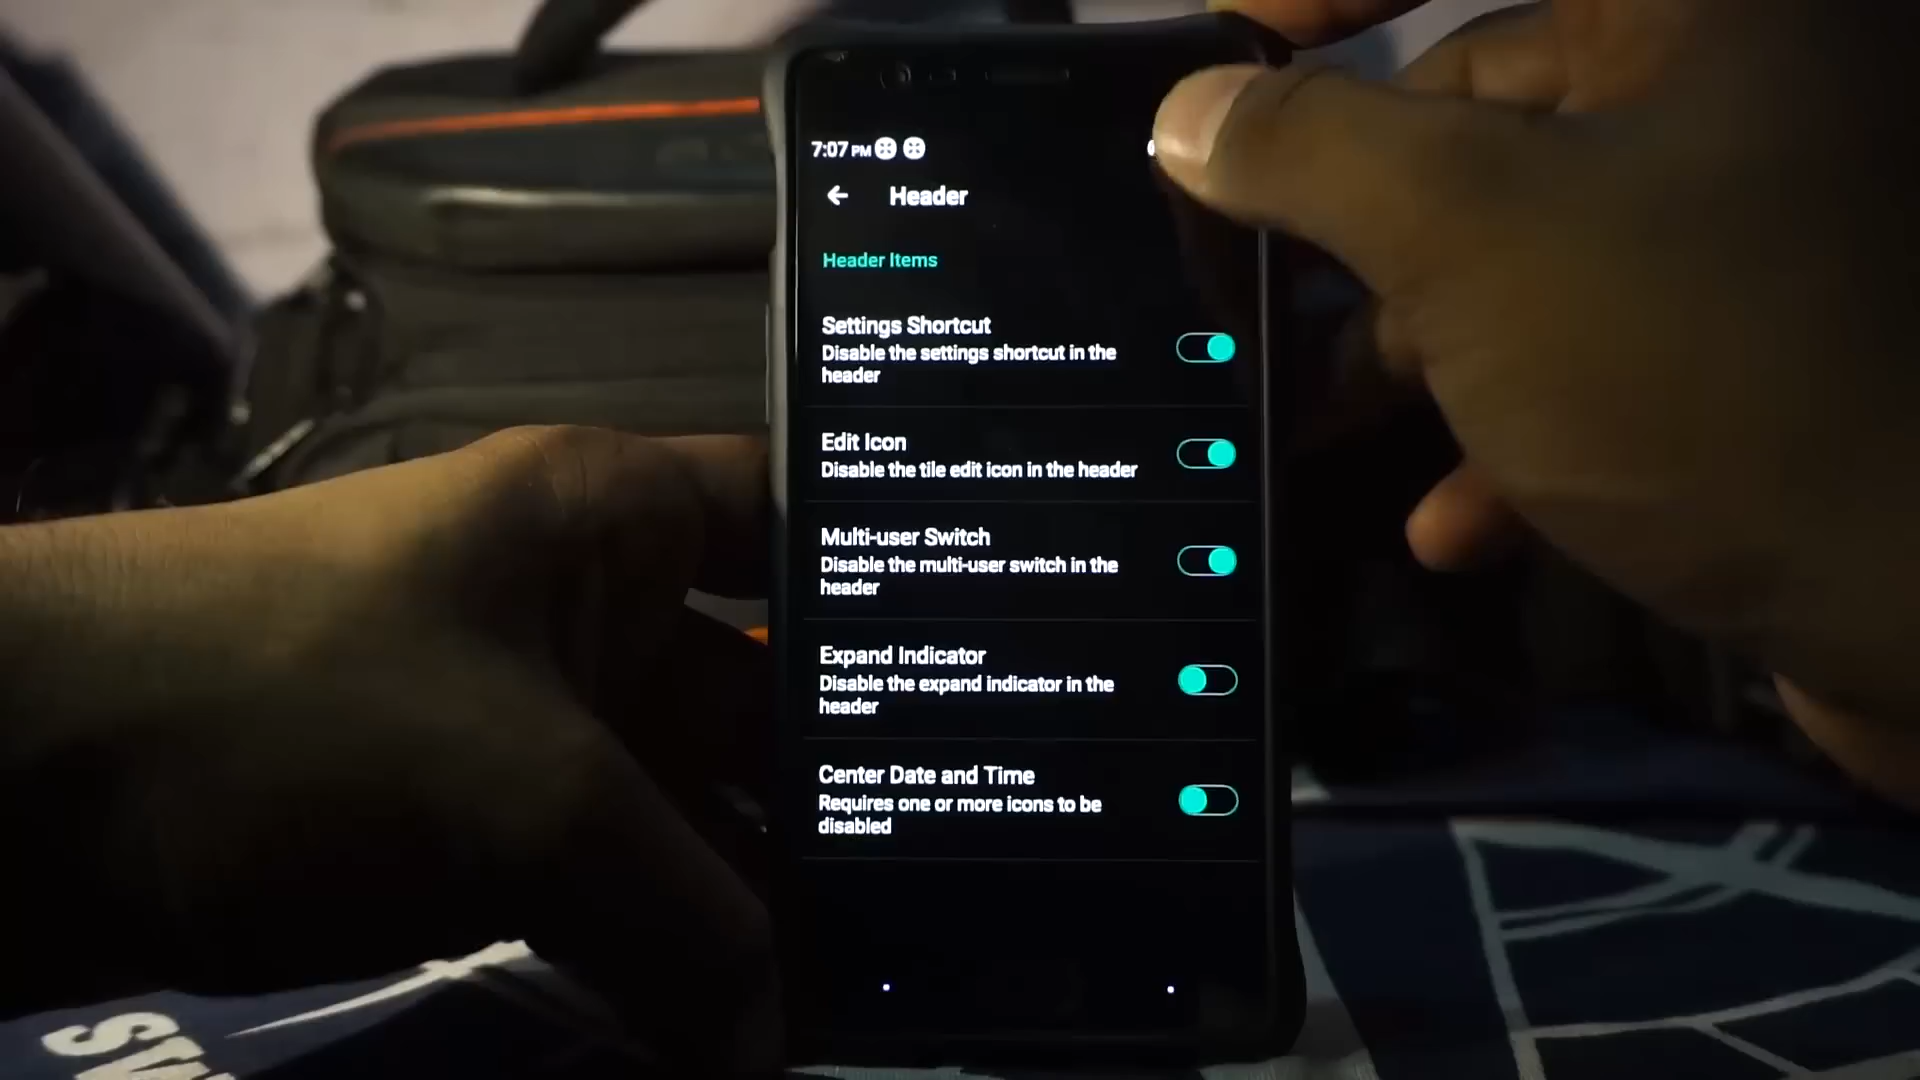 7:07 PM
Header
Header Items
Settings Shortcut
Disable the settings shortcut in the
header
Edit Icon
Disable the tile edit icon in the header
Multi-user Switch
Disable the multi-user switch in the
header
Expand Indicator
Disable the expand indicator in the
header
Center Date and Time
Requires one or more icons to be
disabled